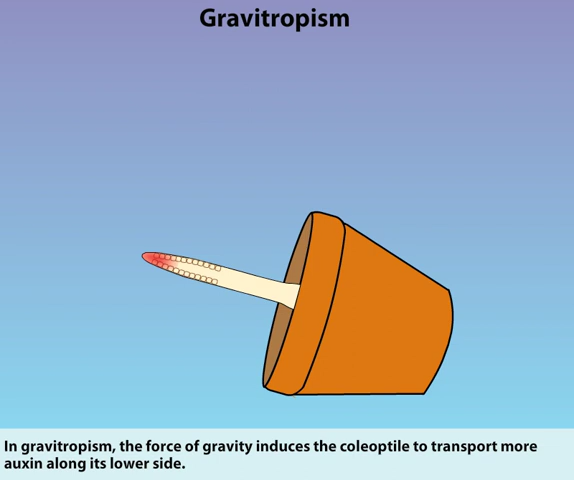 Gravitropism
In gravitropism, the force of gravity induces the coleoptile to transport more
auxin along its lower side.